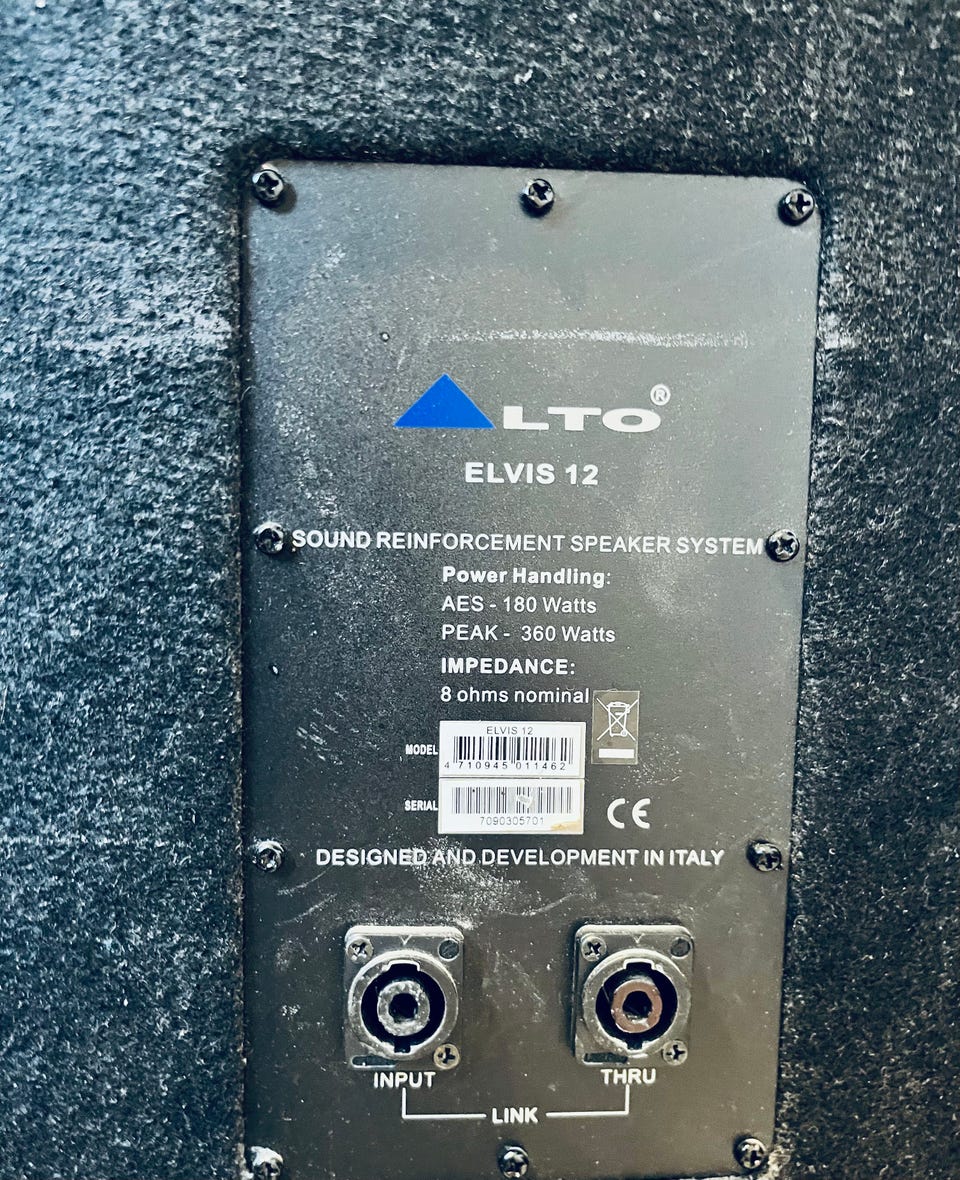 ALTO®
ELVIS 12
SOUND REINFORCEMENT SPEAKER SYSTEM
Power Handling:
AES - 180 Watts
PEAK - 360 Watts
IMPEDANCE:
8 ohms nominal
ELVIS 12
MODEL
4 710945 011462
SERIAL
7090305701
CE
DESIGNED AND DEVELOPMENT IN ITALY
INPUT
THRU
LINK